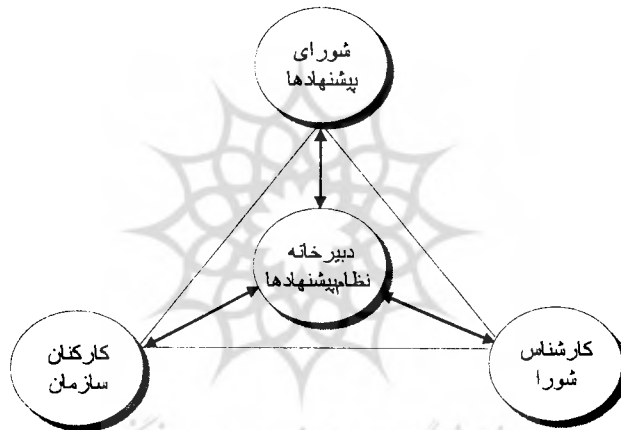 شورای
پیشنهادها
دبیرخانه
نظام‌پیشنهادها
کارشناس
شورا
کارکنان
سازمان